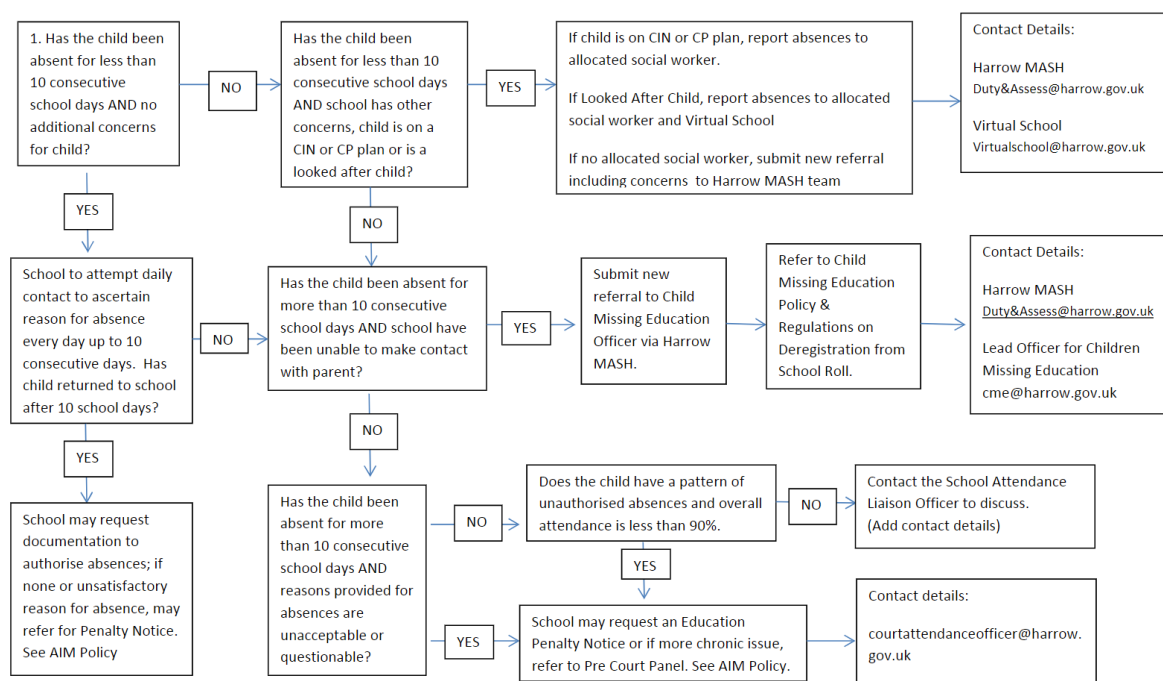 1. Has the child been
absent for less than
10 consecutive
school days AND no
additional concerns
for child?
NO
Has the child been
absent for less than 10
consecutive school days
AND school has other
concerns, child is on a
CIN or CP plan or is a
looked after child?
YES
If child is on CIN or CP plan, report absences to
allocated social worker.
If Looked After Child, report absences to allocated
social worker and Virtual School
If no allocated social worker, submit new referral
including concerns to Harrow MASH team
Contact Details:
Harrow MASH
Duty&Assess@harrow.gov.uk
Virtual School
Virtualschool@harrow.gov.uk
YES
NO
School to attempt daily
contact to ascertain
reason for absence
every day up to 10
consecutive days. Has
child returned to school
after 10 school days?
NO
Has the child been absent for
more than 10 consecutive
school days AND school have
been unable to make contact
with parent?
YES
Submit new
referral to Child
Missing Education
Officer via Harrow
MASH.
Refer to Child
Missing Education
Policy &
Regulations on
Deregistration from
School Roll.
Contact Details:
Harrow MASH
Duty&Assess@harrow.gov.uk
Lead Officer for Children
Missing Education
cme@harrow.gov.uk
YES
NO
School may request
documentation to
authorise absences; if
none or unsatisfactory
reason for absence, may
refer for Penalty Notice.
See AIM Policy
Has the child been
absent for more
than 10 consecutive
school days AND
reasons provided for
absences are
unacceptable or
questionable?
NO
Does the child have a pattern of
unauthorised absences and overall
attendance is less than 90%.
NO
Contact the School Attendance
Liaison Officer to discuss.
(Add contact details)
YES
YES
School may request an Education
Penalty Notice or if more chronic issue,
refer to Pre Court Panel. See AIM Policy.
Contact details:
courtattendanceofficer@harrow.
gov.uk